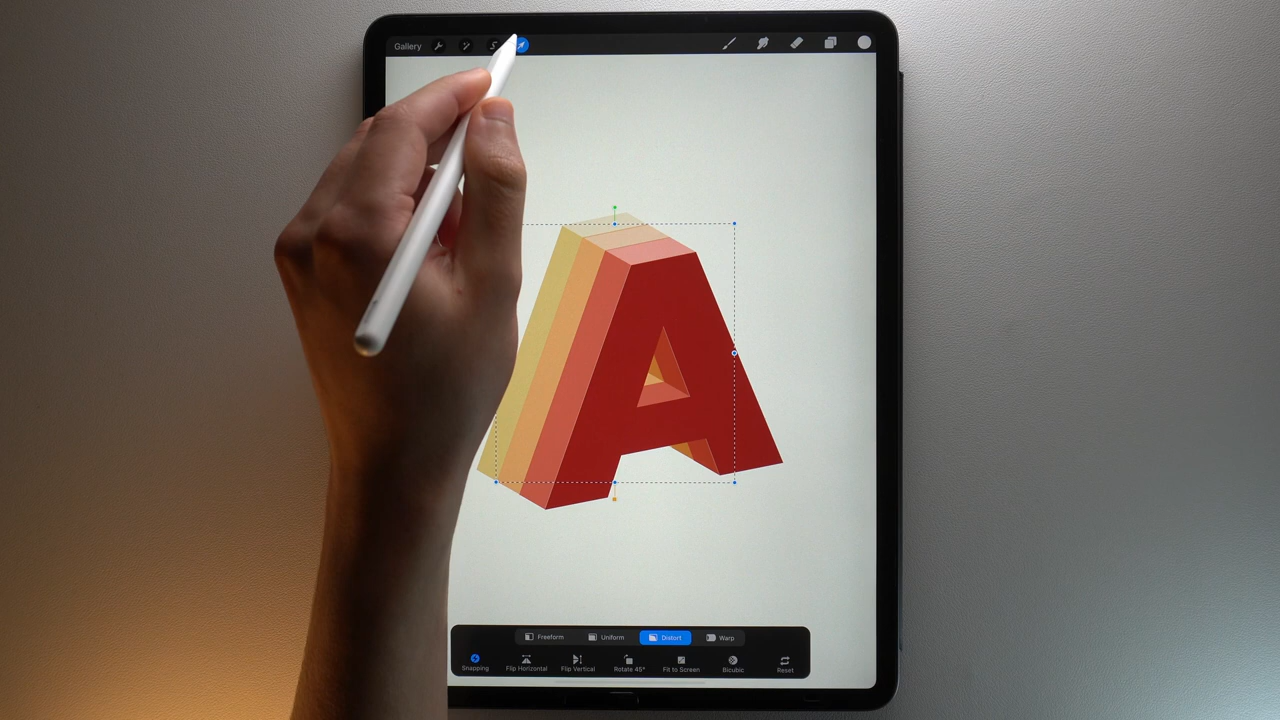 Gallery
A
Freeform Uniform Distort Warp
Snapping Flip Horizontal Flip Vertical Rotate 45° Fit to Screen Bicubic Reset